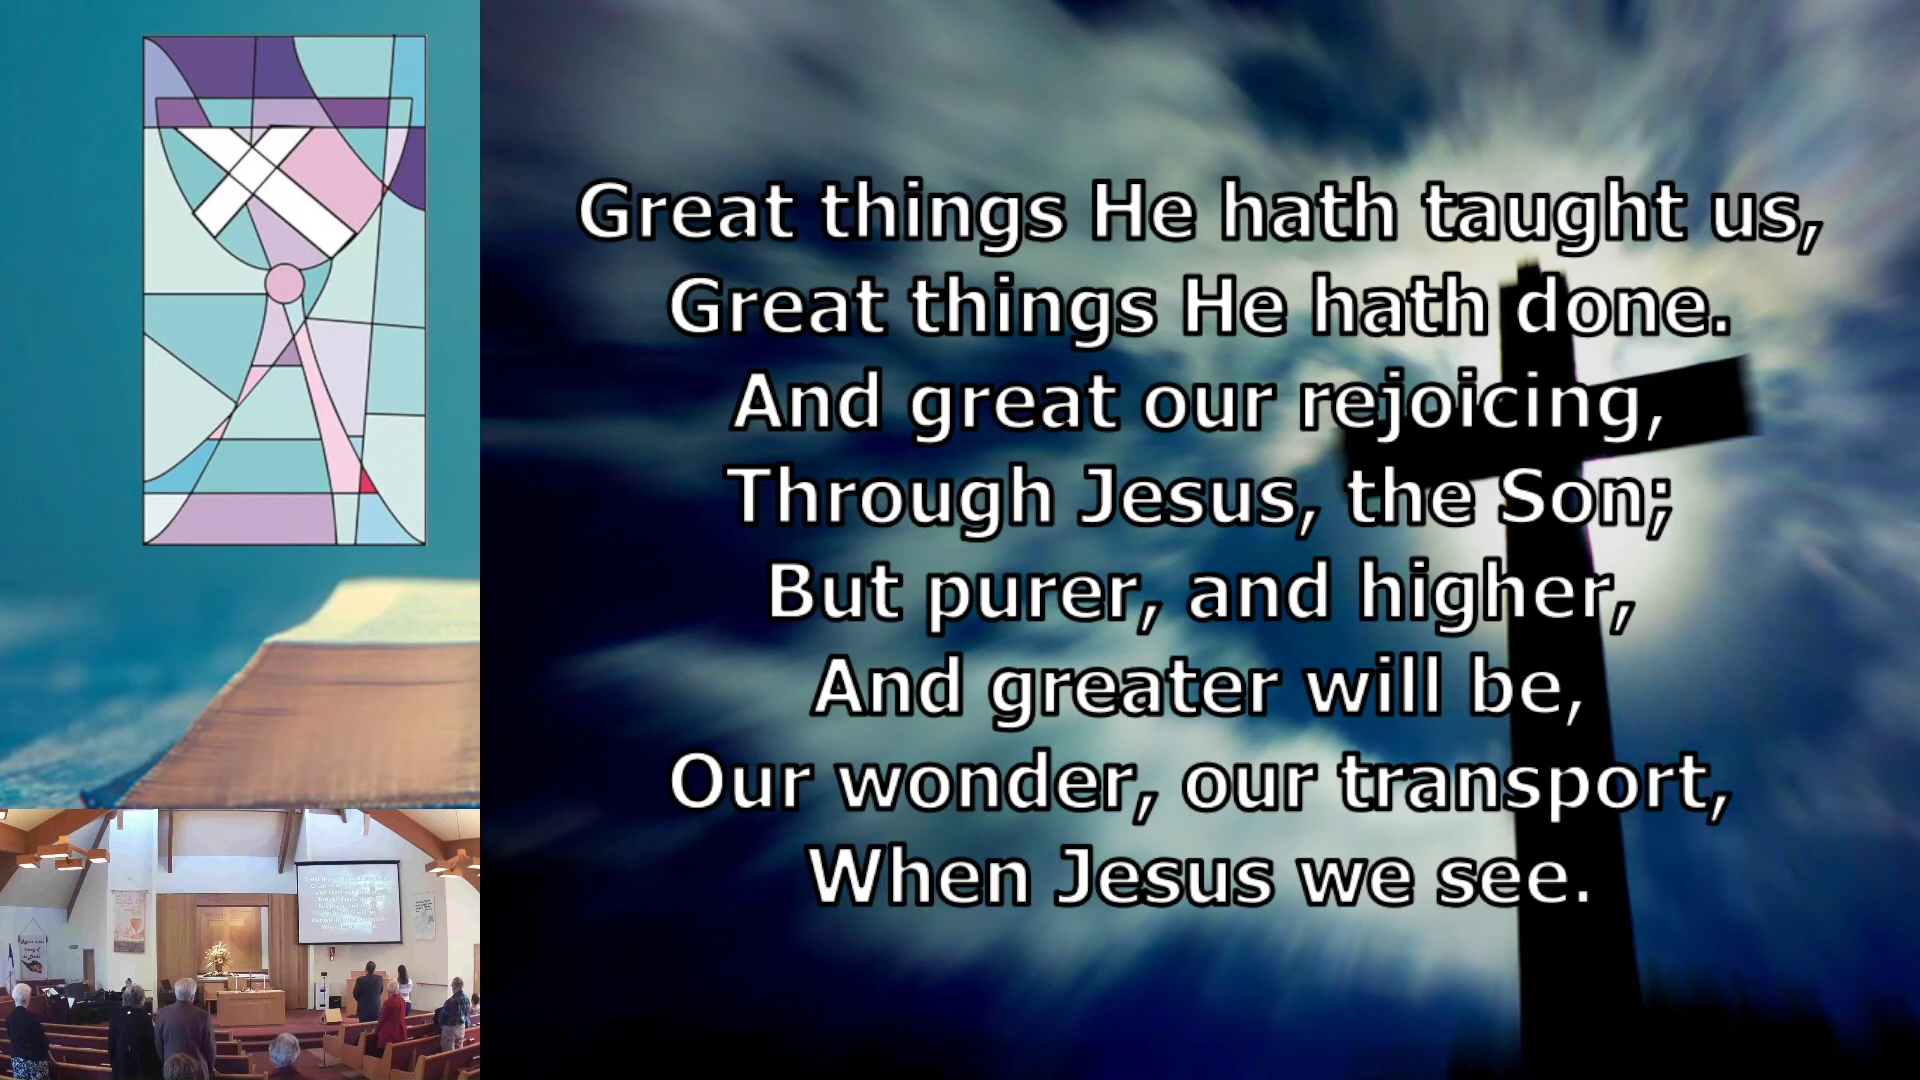 Great things He hath taught us,
Great things He hath done.
And great our rejoicing,
Through Jesus, the Son;
But purer, and higher,
And greater will be,
Our wonder, our transport,
When Jesus we see.